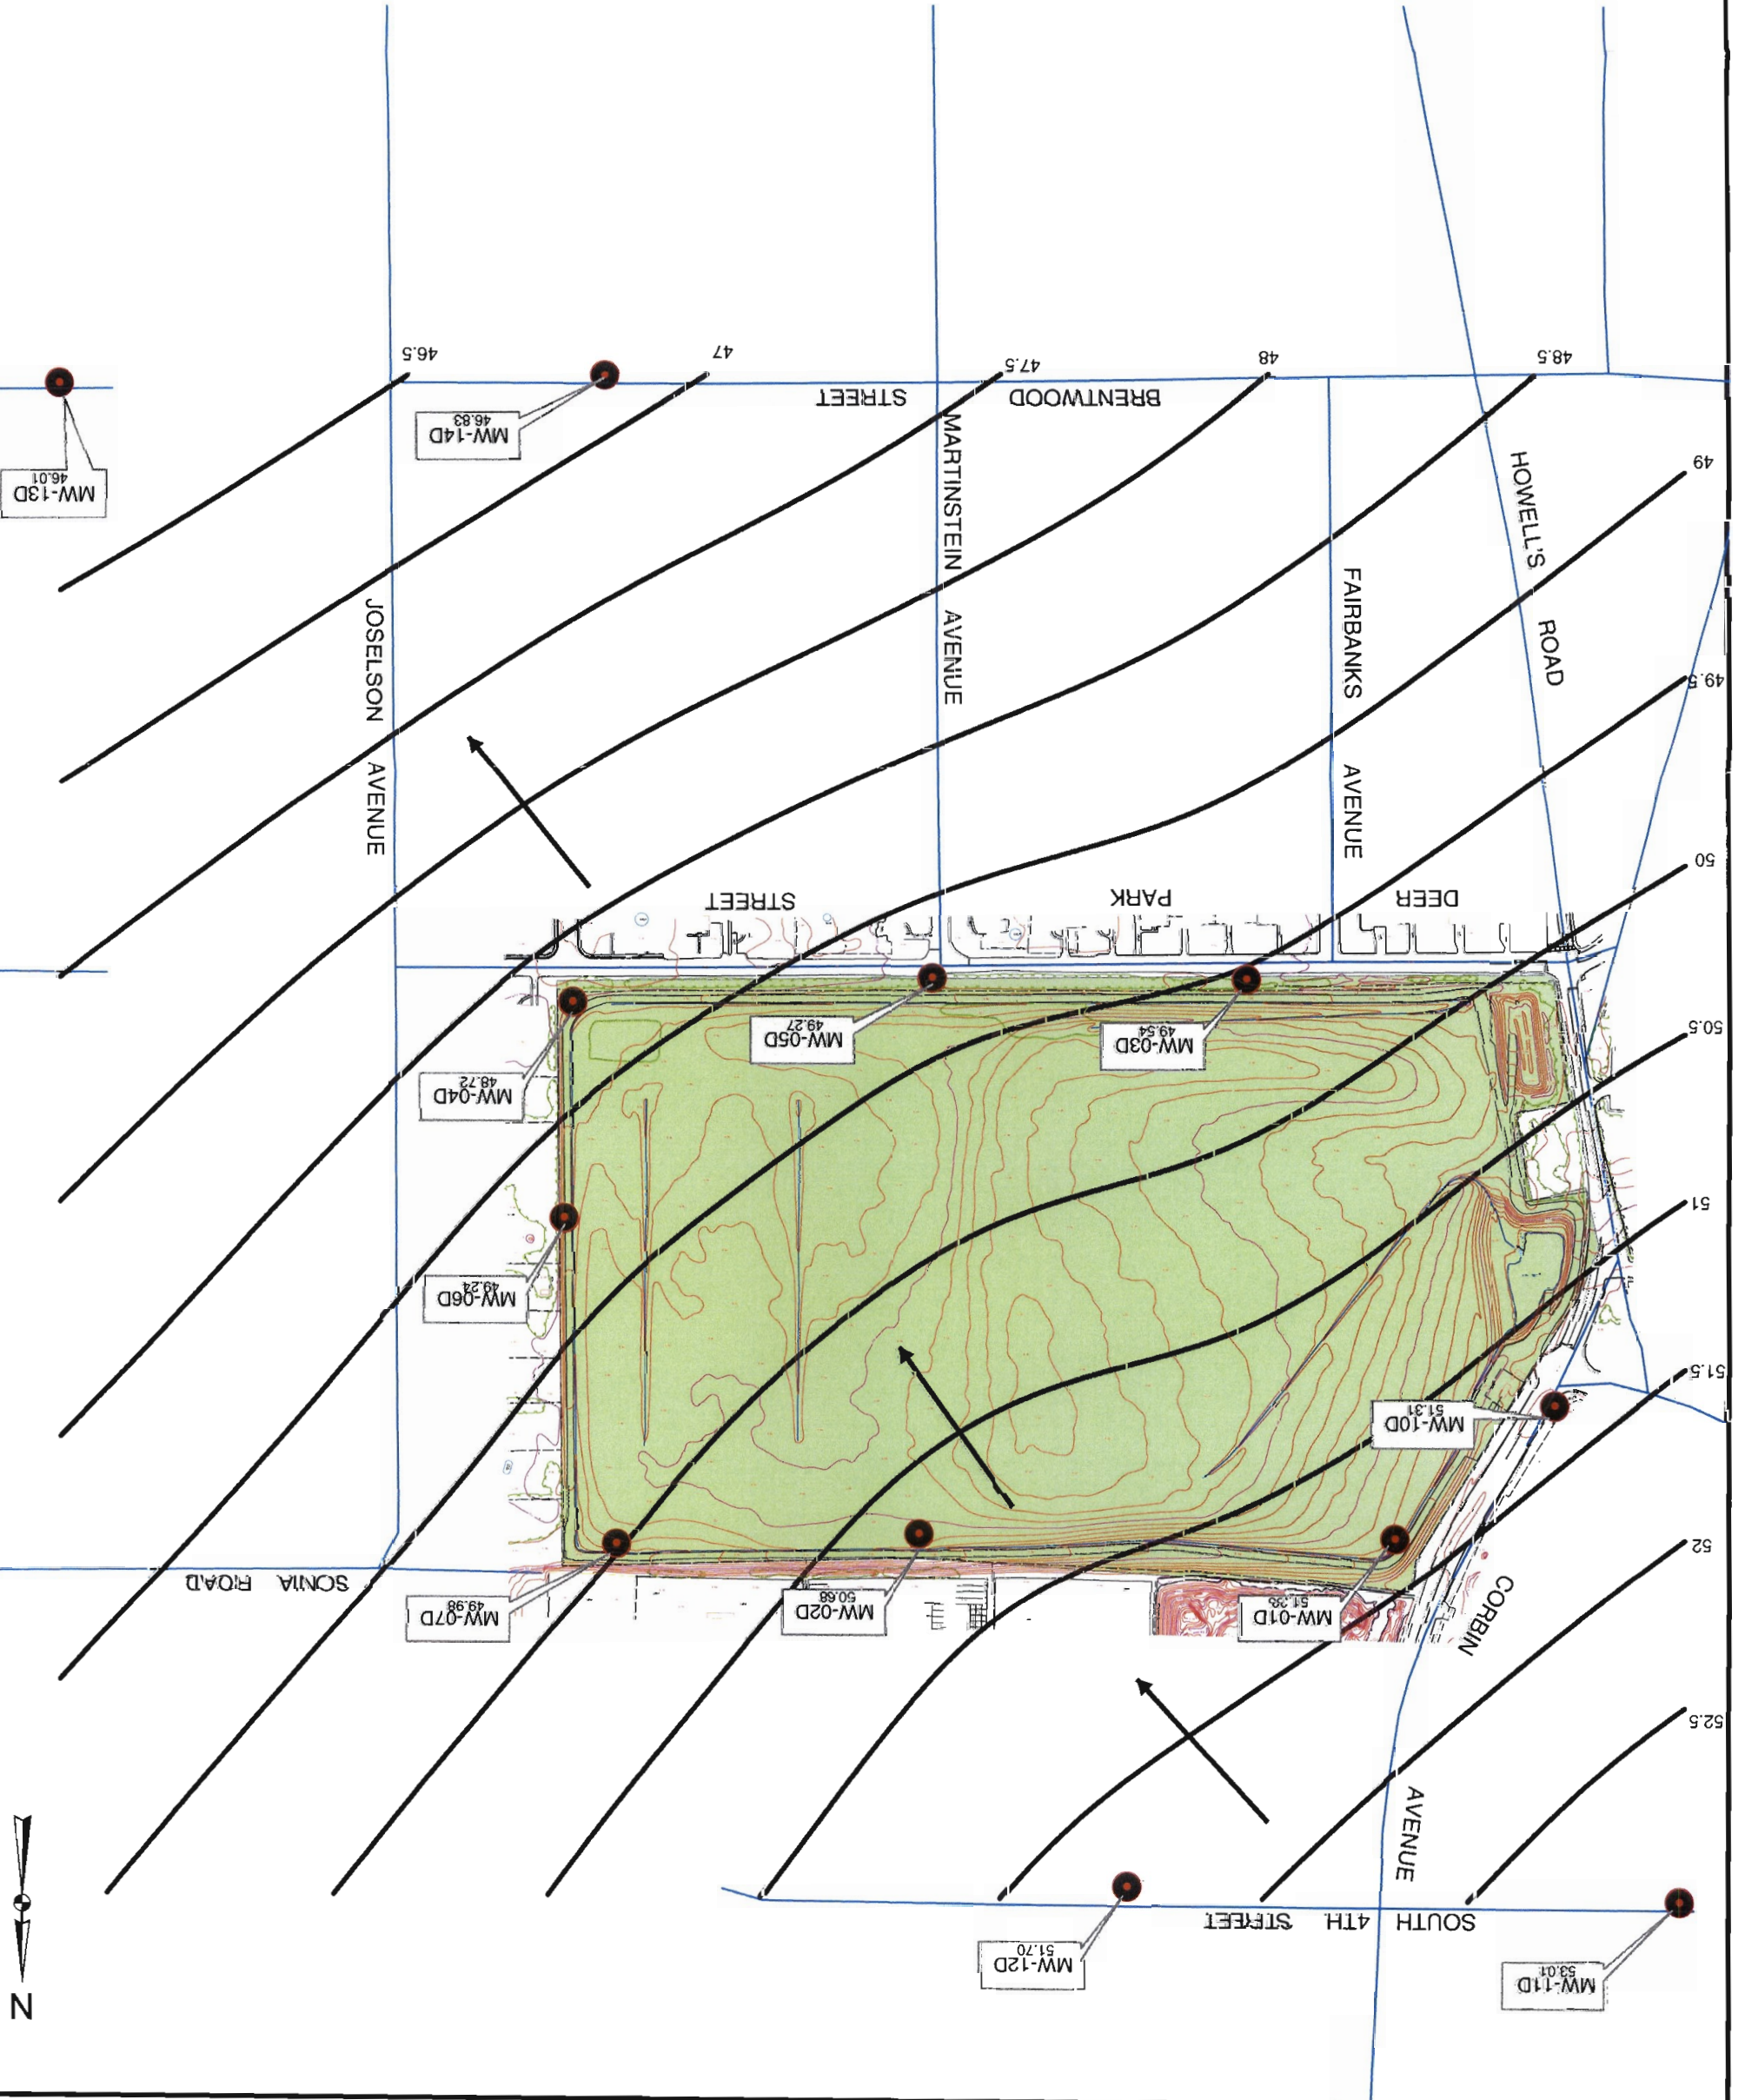 46.5
47
47.5
48
48.5
BRENTWOOD STREET
MW-13D
46.01
MW-14D
46.83
49
MARTINSTEIN AVENUE
HOWELL'S ROAD
FAIRBANKS AVENUE
JOSELSON AVENUE
49.5
50
DEER PARK STREET
50.5
MW-05D
49.27
MW-03D
49.54
MW-04D
48.72
51
MW-06D
49.24
51.5
MW-10D
51.31
52
SONIA ROAD
MW-07D
49.98
MW-02D
50.68
MW-01D
51.38
CORBIN AVENUE
52.5
SOUTH 4TH STREET
MW-12D
51.70
MW-11D
53.01
N